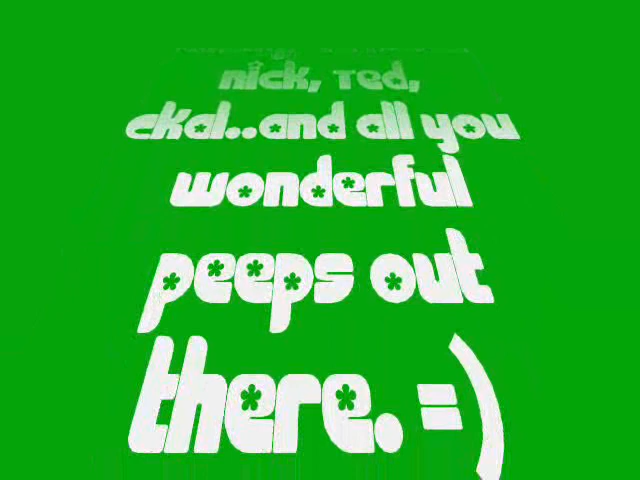 nick, Ted,
ckal..and all you
wonderful
peeps out
there. =)